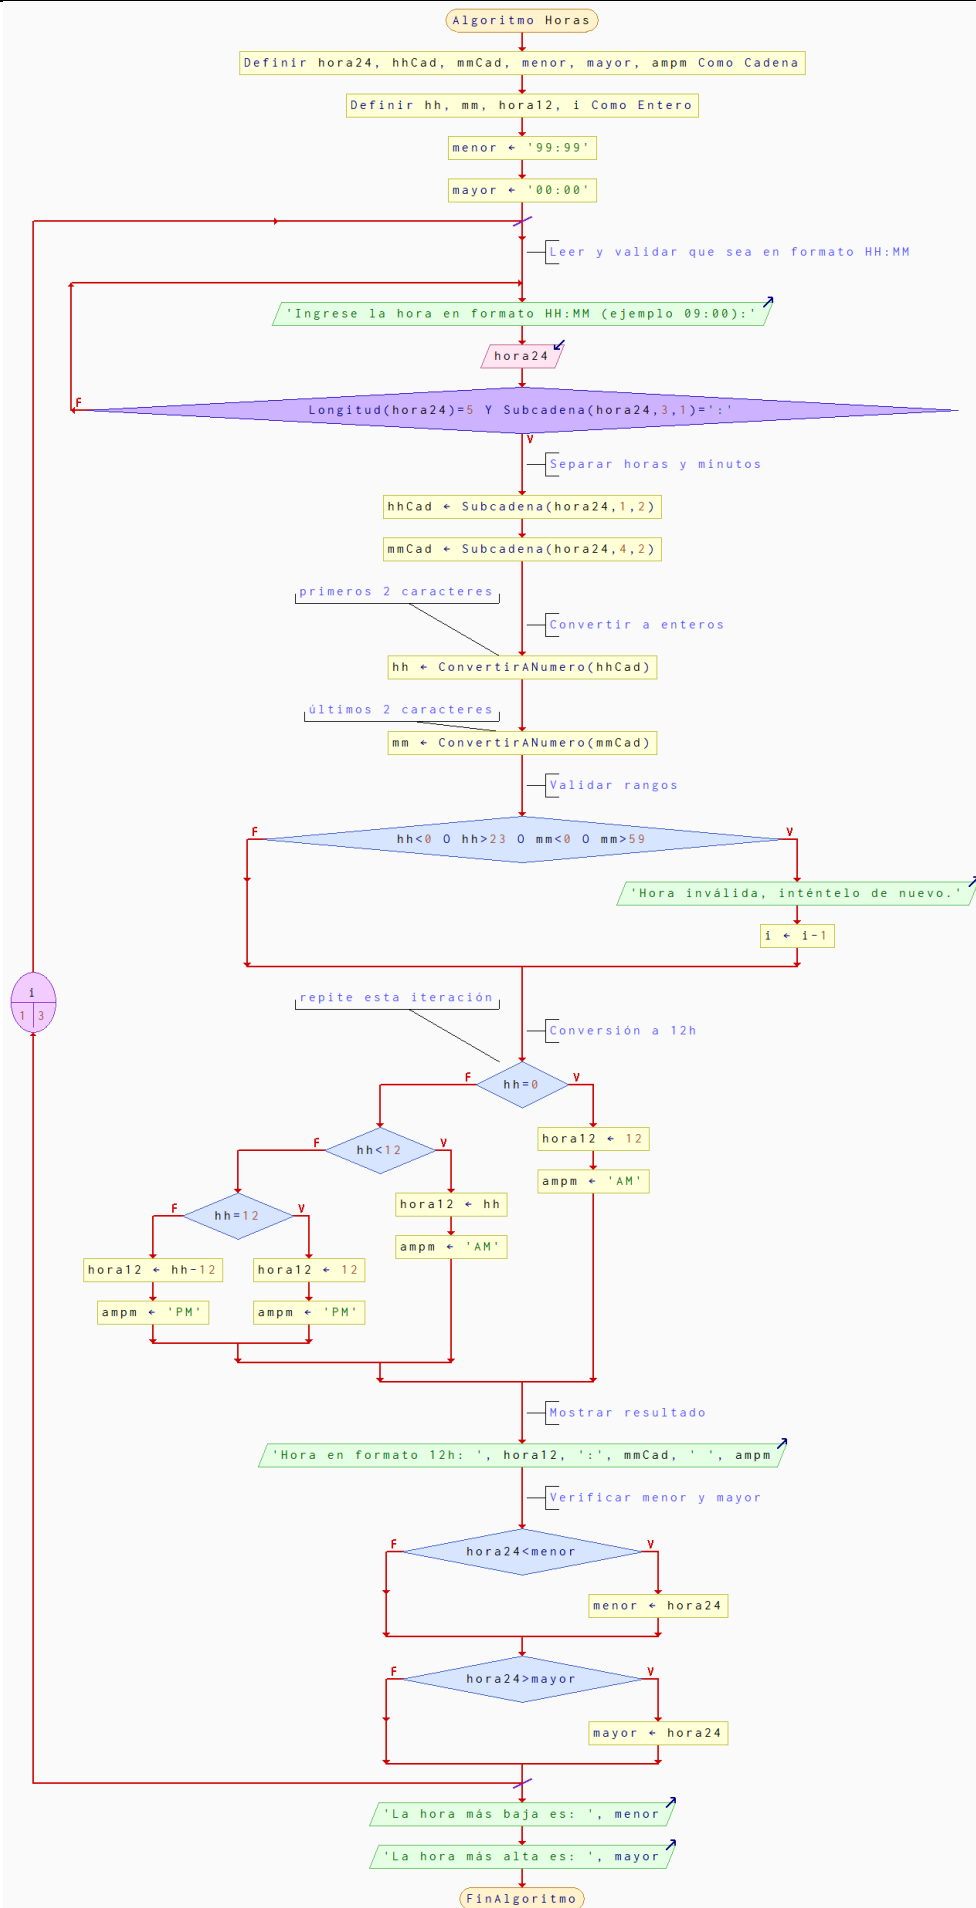 Algoritmo Horas
Definir hora24, hhCad, mmCad, menor, mayor, ampm Como Cadena
Definir hh, mm, hora12, i Como Entero
menor ← '99:99'
mayor ← '00:00'
Leer y validar que sea en formato HH:MM
'Ingrese la hora en formato HH:MM (ejemplo 09:00):'
hora24
F
Longitud(hora24)=5 Y Subcadena(hora24,3,1)=':'
V
Separar horas y minutos
hhCad ← Subcadena(hora24,1,2)
mmCad ← Subcadena(hora24,4,2)
primeros 2 caracteres
Convertir a enteros
hh ← ConvertirANumero(hhCad)
últimos 2 caracteres
mm ← ConvertirANumero(mmCad)
Validar rangos
F
hh<0 O hh>23 O mm<0 O mm>59
V
'Hora inválida, inténtelo de nuevo.'
i ← i-1
i
1 3
repite esta iteración
Conversión a 12h
F
hh=0
V
F
hh<12
V
hora12 ← 12
ampm ← 'AM'
F
hh=12
V
hora12 ← hh
ampm ← 'AM'
hora12 ← hh-12
hora12 ← 12
ampm ← 'PM'
ampm ← 'PM'
Mostrar resultado
'Hora en formato 12h: ', hora12, ':', mmCad, ' ', ampm
Verificar menor y mayor
F
hora24<menor
V
menor ← hora24
F
hora24>mayor
V
mayor ← hora24
'La hora más baja es: ', menor
'La hora más alta es: ', mayor
FinAlgoritmo